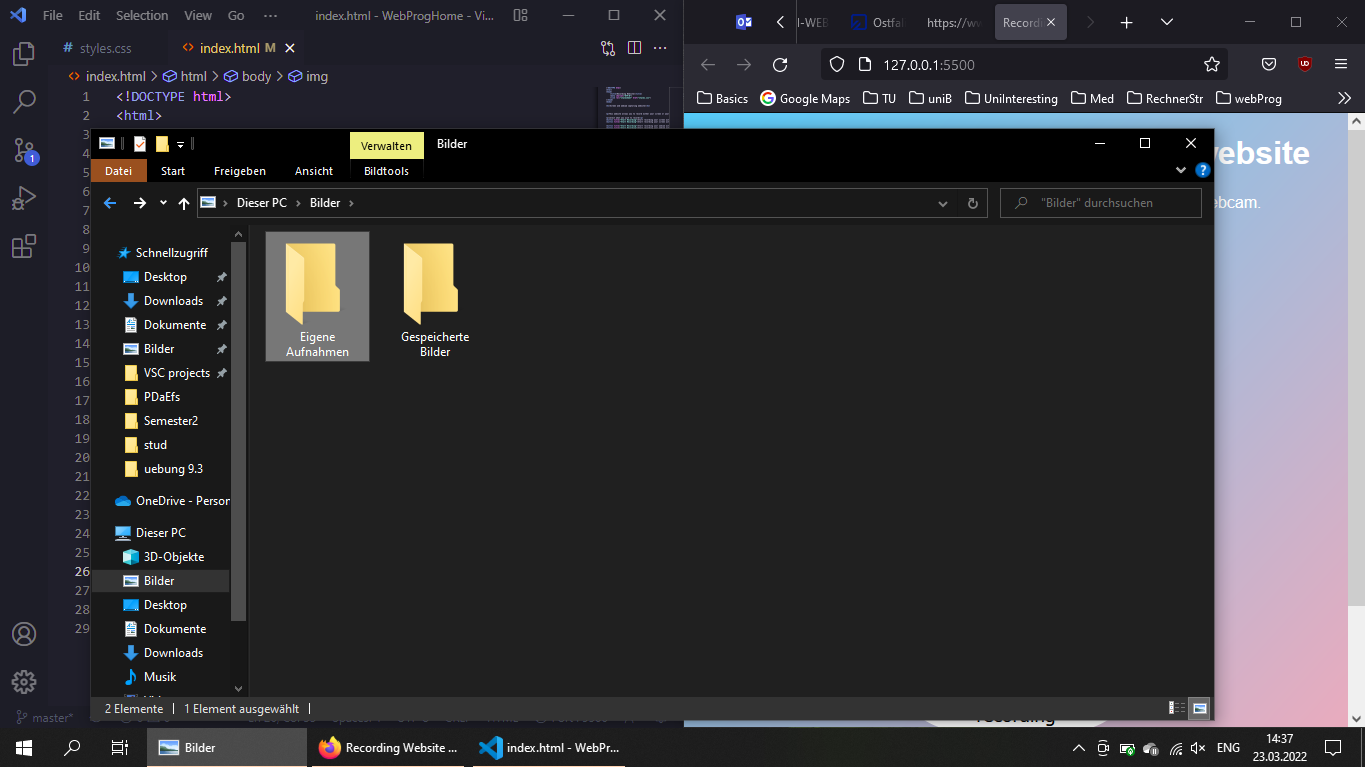 File Edit Selection View Go ··· index.html - WebProgHome - Vi...
styles.css index.html M
index.html > html > body > img
1 <!DOCTYPE html>
2 <html>
3
4
5
6
7
8
9
10
11
12
13
14
15
16
17
18
19
20
21
22
23
24
25
26
27
28
29
1
master*
Ostfal
https://w
Recordi
127.0.0.1:5500
Basics Google Maps TU uniB UniInteresting Med RechnerStr webProg
website
ebcam.
recording
Verwalten Bilder
Datei Start Freigeben Ansicht Bildtools
Dieser PC > Bilder >
"Bilder" durchsuchen
Schnellzugriff
Desktop
Downloads
Dokumente
Bilder
VSC projects
PDaEfs
Semester2
stud
uebung 9.3
OneDrive - Person
Dieser PC
3D-Objekte
Bilder
Desktop
Dokumente
Downloads
Musik
Eigene
Aufnahmen
Gespeicherte
Bilder
2 Elemente 1 Element ausgewählt
Bilder
Recording Website ...
index.html - WebPr...
ENG
14:37
23.03.2022